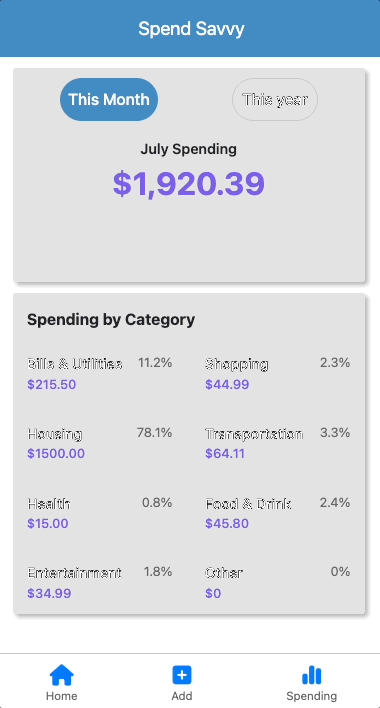 Spend Savvy
This Month
This year
July Spending
$1,920.39
Spending by Category
Bills & Utilities 11.2%
$215.50
Shopping 2.3%
$44.99
Housing 78.1%
$1500.00
Transportation 3.3%
$64.11
Health 0.8%
$15.00
Food & Drink 2.4%
$45.80
Entertainment 1.8%
$34.99
Other 0%
$0
Home
Add
Spending